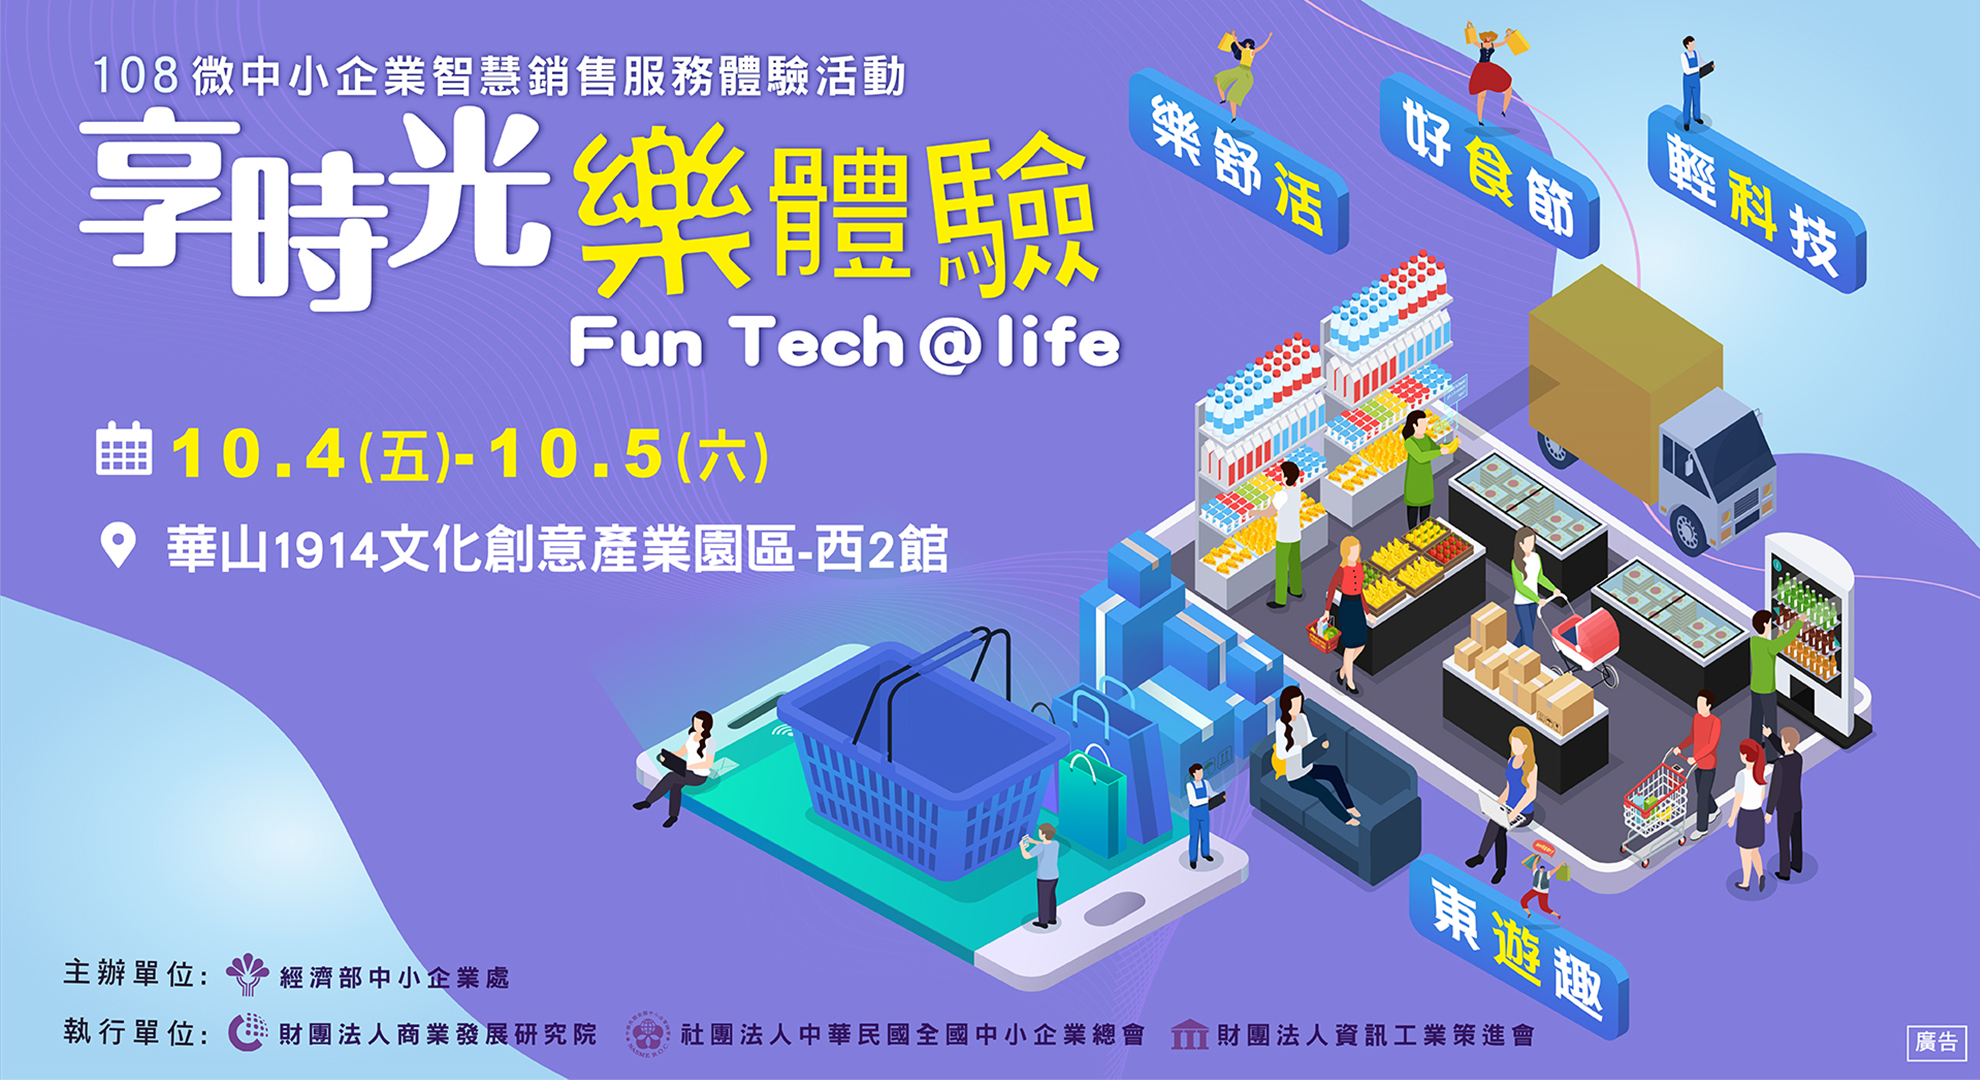 108微中小企業智慧銷售服務體驗活動
享時光樂體驗
Fun Tech@life
10.4(五)-10.5(六)
華山1914文化創意產業園區-西2館
樂舒活
好食節
輕科技
東遊趣
主辦單位: 經濟部中小企業處
執行單位: 財團法人商業發展研究院 社團法人中華民國全國中小企業總會 財團法人資訊工業策進會
廣告